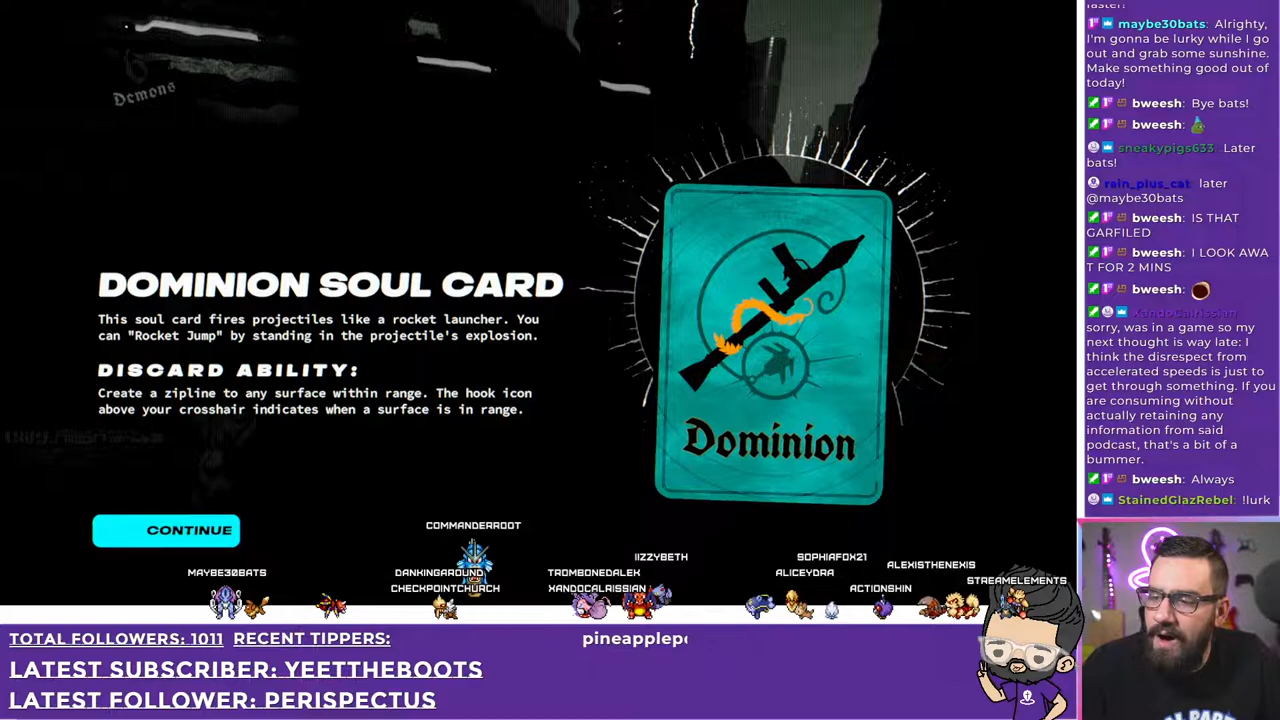 Demons
DOMINION SOUL CARD
This soul card fires projectiles like a rocket launcher. You
can "Rocket Jump" by standing in the projectile's explosion.
DISCARD ABILITY:
Create a zipline to any surface within range. The hook icon
above your crosshair indicates when a surface is in range.
CONTINUE
Dominion
COMMANDERROOT
MAYBE30BATS
DANKINGAROUND
CHECKPOINTCHURCH
IIZZYBETH
TROMBONEDALEK
XANDOCALRISSIAN
SOPHIAFOX21
ALICEYDRA
ACTIONSHIN
ALEXISTHENEXIS
STREAMELEMENTS
TOTAL FOLLOWERS: 1011 RECENT TIPPERS:
pineapplep
LATEST SUBSCRIBER: YEETTHEBOOTS
LATEST FOLLOWER: PERISPECTUS
faster!
maybe30bats: Alrighty,
I'm gonna be lurky while I go
out and grab some sunshine.
Make something good out of
today!
bweesh: Bye bats!
bweesh:
sneakypigs633: Later
bats!
rain_plus_cat: later
@maybe30bats
bweesh: IS THAT
GARFILED
bweesh: I LOOK AWA
T FOR 2 MINS
bweesh:
XandoCalrissian:
sorry, was in a game so my
next thought is way late: I
think the disrespect from
accelerated speeds is just to
get through something. If you
are consuming without
actually retaining any
information from said
podcast, that's a bit of a
bummer.
bweesh: Always
StainedGlazRebel: !lurk